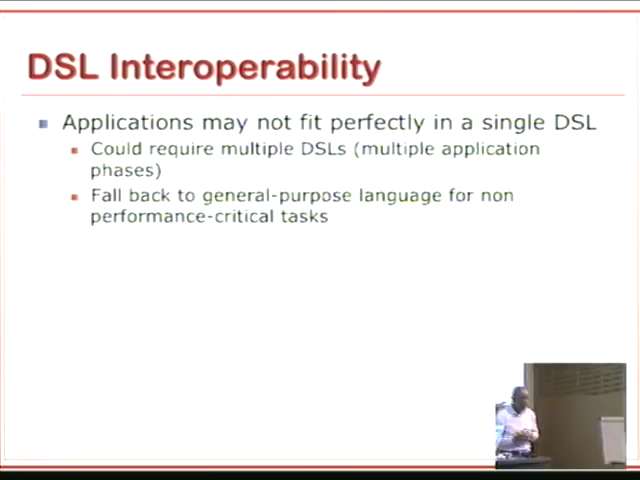 DSL Interoperability
Applications may not fit perfectly in a single DSL
Could require multiple DSLs (multiple application
phases)
Fall back to general-purpose language for non
performance-critical tasks